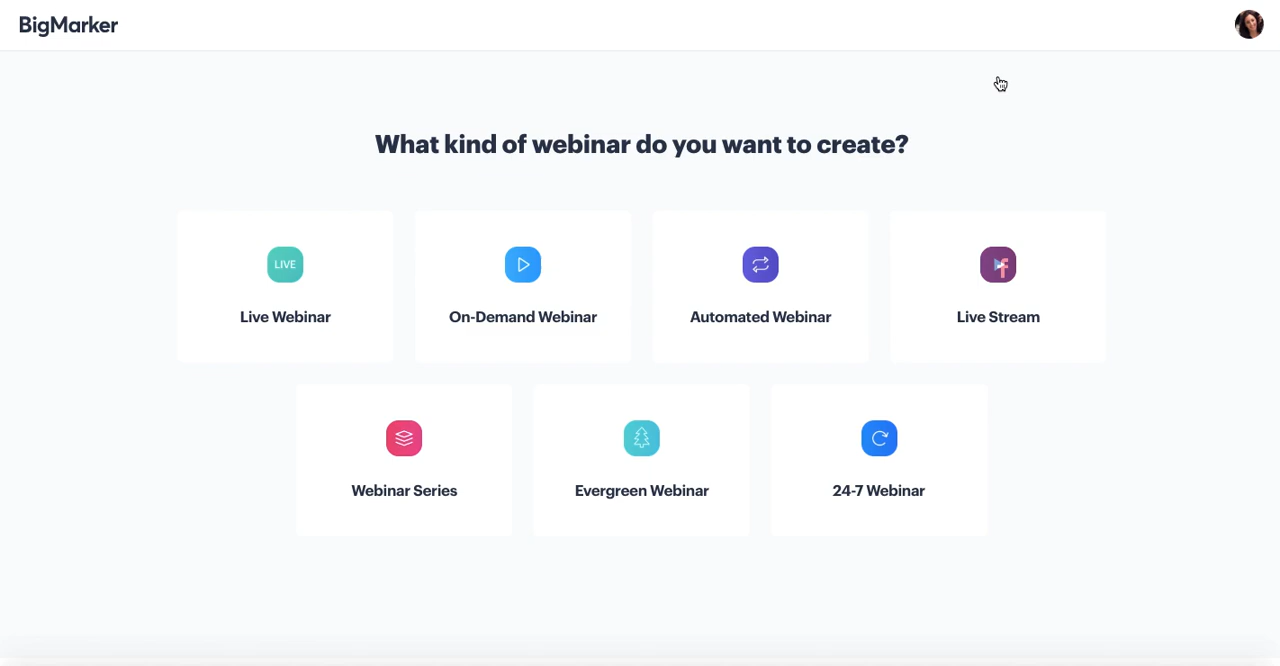 BigMarker
What kind of webinar do you want to create?
LIVE
Live Webinar
On-Demand Webinar
Automated Webinar
f
Live Stream
Webinar Series
Evergreen Webinar
24-7 Webinar